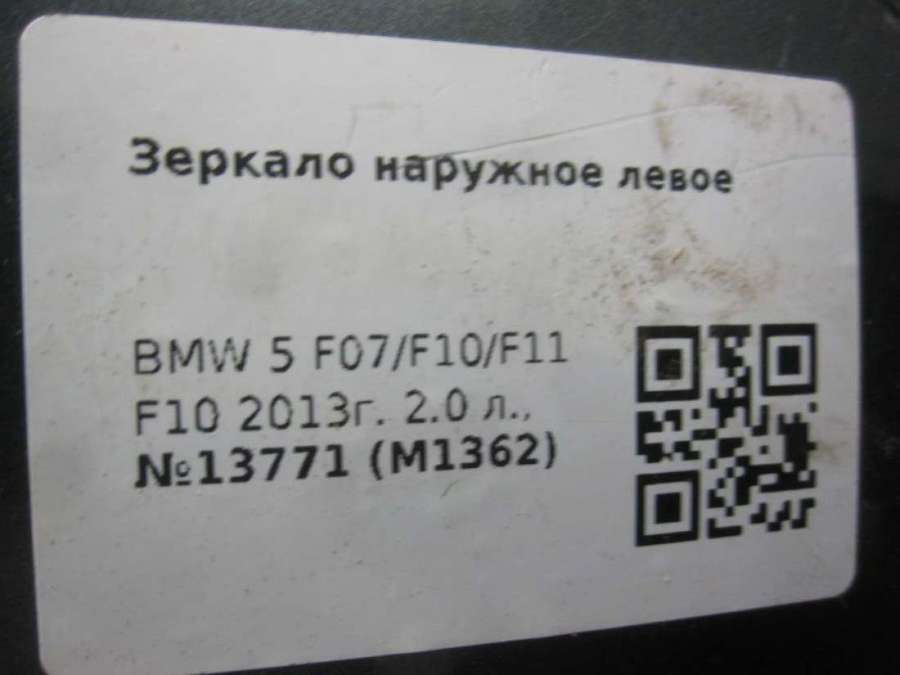 Зеркало наружное левое
BMW 5 F07/F10/F11
F10 2013г. 2.0 л.,
№13771 (M1362)